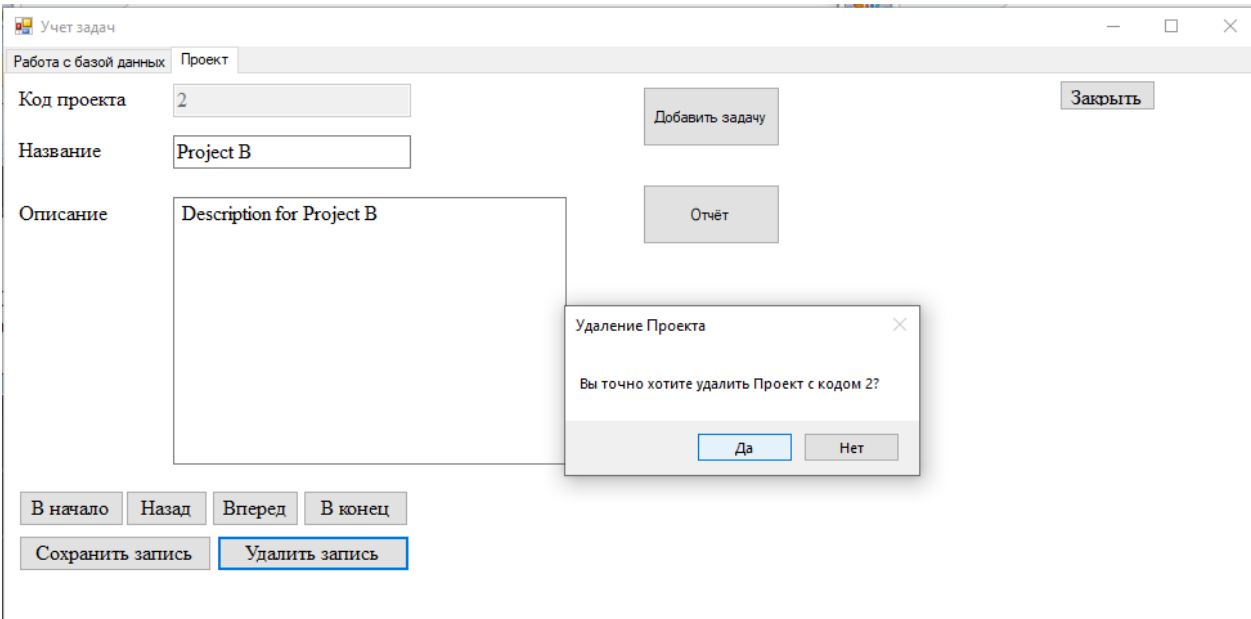 Учет задач
Работа с базой данных Проект
Код проекта 2 Добавить задачу Закрыть
Название Project B
Описание Description for Project B Отчёт
Удаление Проекта
Вы точно хотите удалить Проект с кодом 2?
Да Нет
В начало Назад Вперед В конец
Сохранить запись Удалить запись